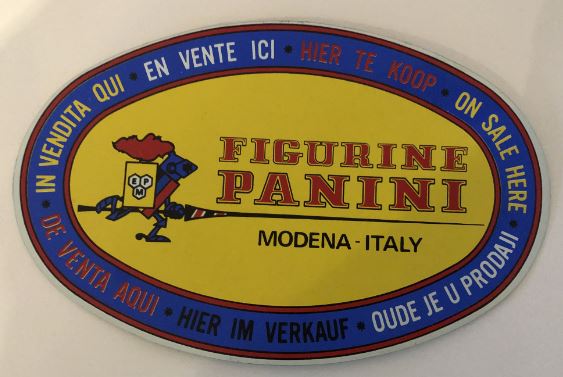 IN VENDITA QUI • EN VENTE ICI • HIER TE KOOP • ON SALE HERE •
FIGURINE
PANINI
EPM
MODENA - ITALY
DE VENTA AQUI • HIER IM VERKAUF • OUDE JE U PRODAJI •